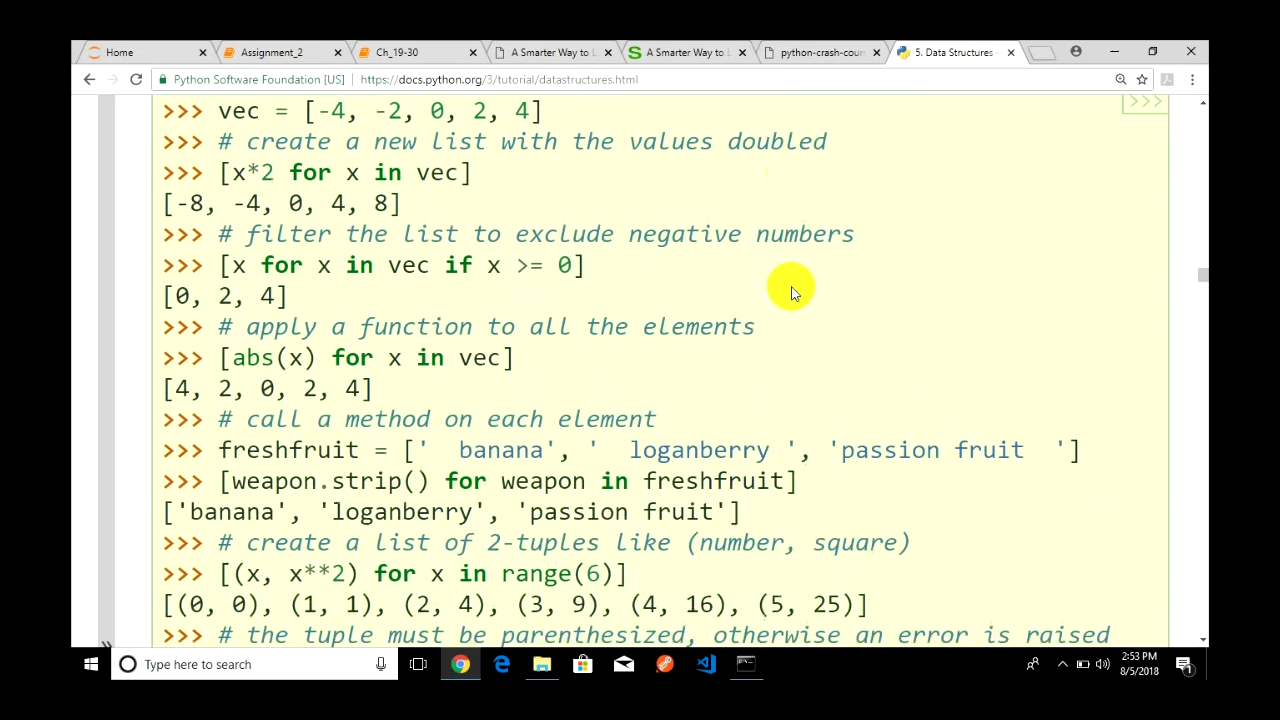 Home Assignment_2 Ch_19-30 A Smarter Way to L A Smarter Way to L python-crash-cour 5. Data Structures
Python Software Foundation [US] https://docs.python.org/3/tutorial/datastructures.html
>>>
>>> vec = [-4, -2, 0, 2, 4]
>>> # create a new list with the values doubled
>>> [x*2 for x in vec]
[-8, -4, 0, 4, 8]
>>> # filter the list to exclude negative numbers
>>> [x for x in vec if x >= 0]
[0, 2, 4]
>>> # apply a function to all the elements
>>> [abs(x) for x in vec]
[4, 2, 0, 2, 4]
>>> # call a method on each element
>>> freshfruit = ['  banana', '  loganberry ', 'passion fruit  ']
>>> [weapon.strip() for weapon in freshfruit]
['banana', 'loganberry', 'passion fruit']
>>> # create a list of 2-tuples like (number, square)
>>> [(x, x**2) for x in range(6)]
[(0, 0), (1, 1), (2, 4), (3, 9), (4, 16), (5, 25)]
>>> # the tuple must be parenthesized, otherwise an error is raised
»
Type here to search
2:53 PM
8/5/2018
1